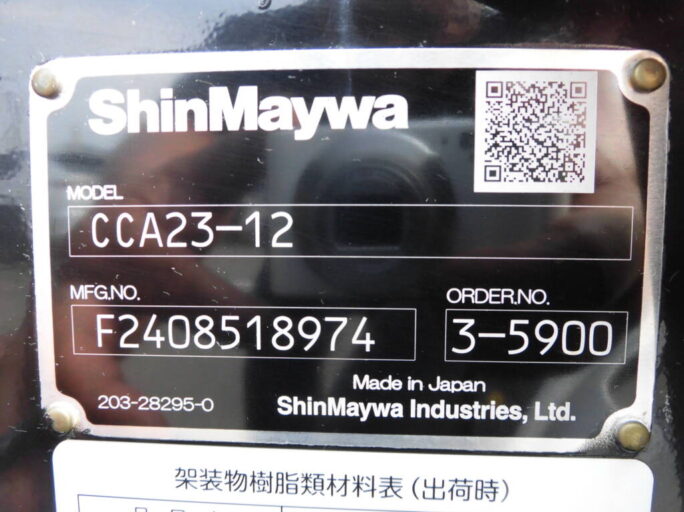 ShinMaywa
MODEL
CCA23-12
MFG.NO.
F2408518974
ORDER.NO.
3-5900
Made in Japan
203-28295-0
ShinMaywa Industries, Ltd.
架装物樹脂類材料表(出荷時)